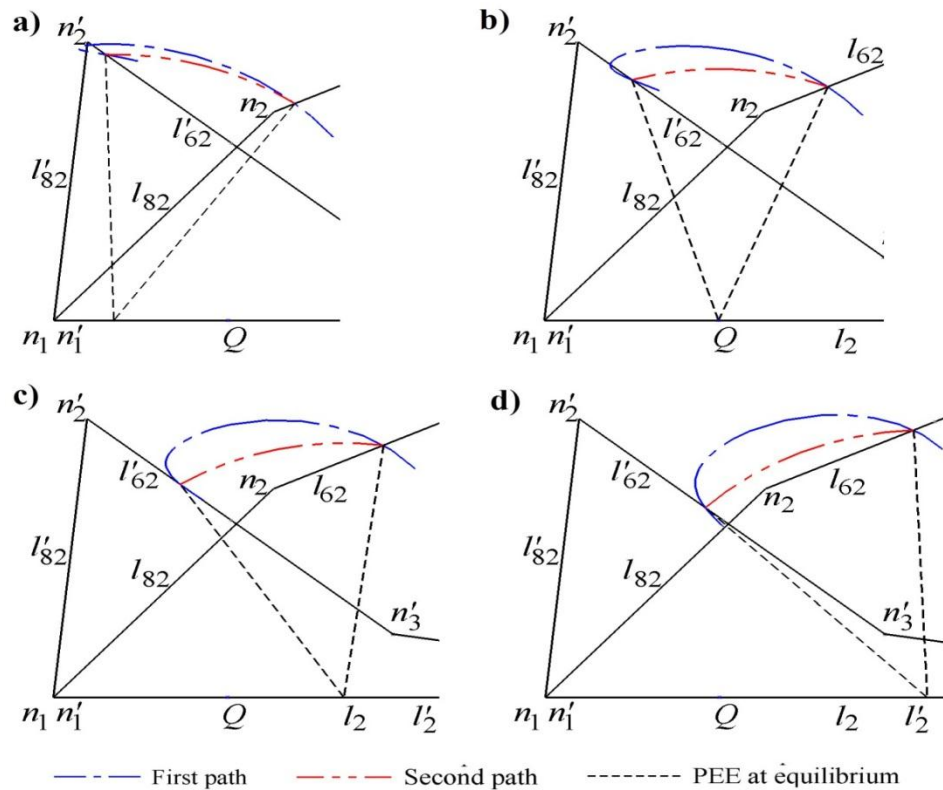 a)
n′₂
n₂
l′₆₂
l′₈₂
l₈₂
n₁ n′₁
Q
b)
n′₂
l₆₂
n₂
l′₆₂
l′₈₂
l₈₂
n₁ n′₁
Q
l₂
c)
n′₂
l′₆₂
n₂
l₆₂
l′₈₂
l₈₂
n′₃
n₁ n′₁
Q
l₂
l′₂
d)
n′₂
l′₆₂
n₂
l₆₂
l′₈₂
l₈₂
n′₃
n₁ n′₁
Q
l₂
l′₂
First path
Second path
PEE at equilibrium